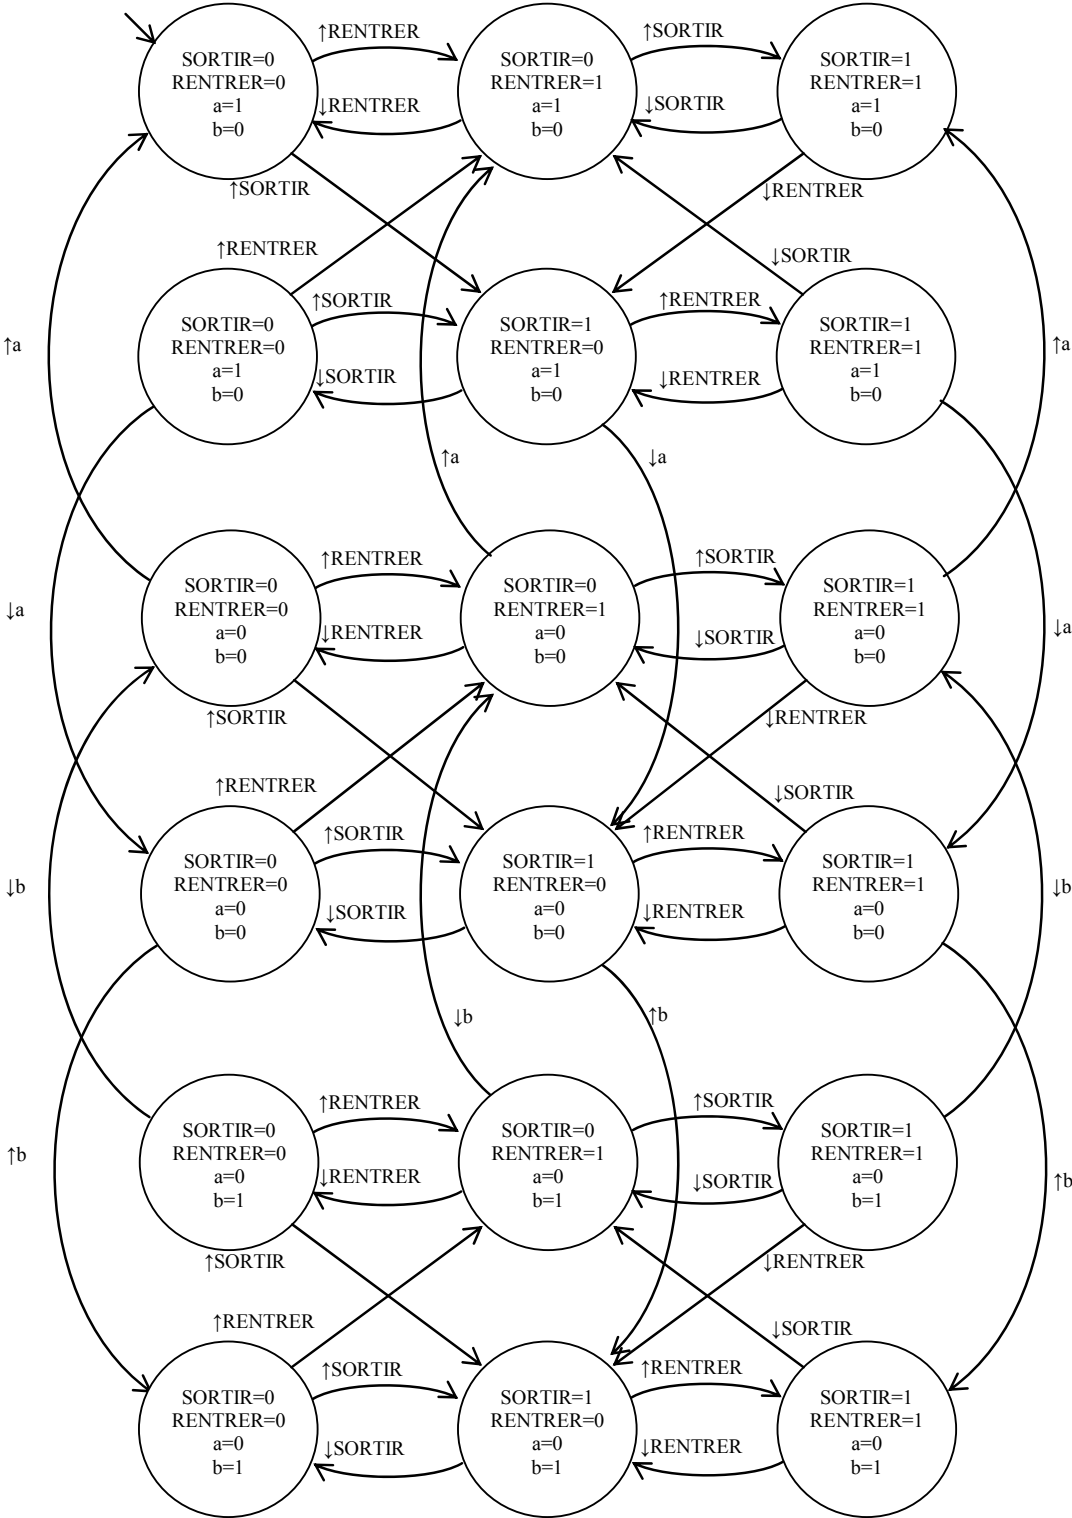 ↑RENTRER
↑SORTIR
SORTIR=0
RENTRER=0
a=1
b=0
SORTIR=0
RENTRER=1
a=1
b=0
SORTIR=1
RENTRER=1
a=1
b=0
↓RENTRER
↓SORTIR
↑SORTIR
↓RENTRER
↑RENTRER
↓SORTIR
↑SORTIR
↑RENTRER
SORTIR=0
RENTRER=0
a=1
b=0
SORTIR=1
RENTRER=0
a=1
b=0
SORTIR=1
RENTRER=1
a=1
b=0
↑a
↑a
↓SORTIR
↓RENTRER
↑a
↓a
↑RENTRER
↑SORTIR
SORTIR=0
RENTRER=0
a=0
b=0
SORTIR=0
RENTRER=1
a=0
b=0
SORTIR=1
RENTRER=1
a=0
b=0
↓a
↓a
↓RENTRER
↓SORTIR
↑SORTIR
↓RENTRER
↑RENTRER
↓SORTIR
↑SORTIR
↑RENTRER
SORTIR=0
RENTRER=0
a=0
b=0
SORTIR=1
RENTRER=0
a=0
b=0
SORTIR=1
RENTRER=1
a=0
b=0
↓b
↓b
↓SORTIR
↓RENTRER
↓b
↑b
↑RENTRER
↑SORTIR
SORTIR=0
RENTRER=0
a=0
b=1
SORTIR=0
RENTRER=1
a=0
b=1
SORTIR=1
RENTRER=1
a=0
b=1
↑b
↑b
↓RENTRER
↓SORTIR
↑SORTIR
↓RENTRER
↑RENTRER
↓SORTIR
↑SORTIR
↑RENTRER
SORTIR=0
RENTRER=0
a=0
b=1
SORTIR=1
RENTRER=0
a=0
b=1
SORTIR=1
RENTRER=1
a=0
b=1
↓SORTIR
↓RENTRER